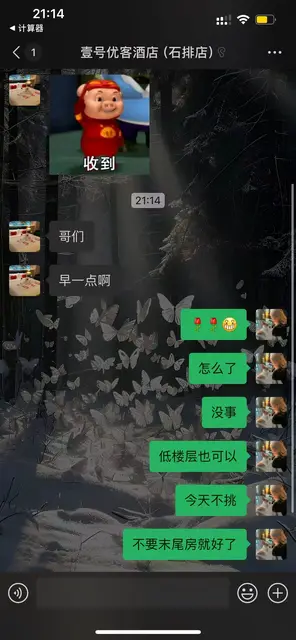 21:14
计算器
1
壹号优客酒店（石排店）
收到
21:14
哥们
早一点啊
怎么了
没事
低楼层也可以
今天不挑
不要末尾房就好了